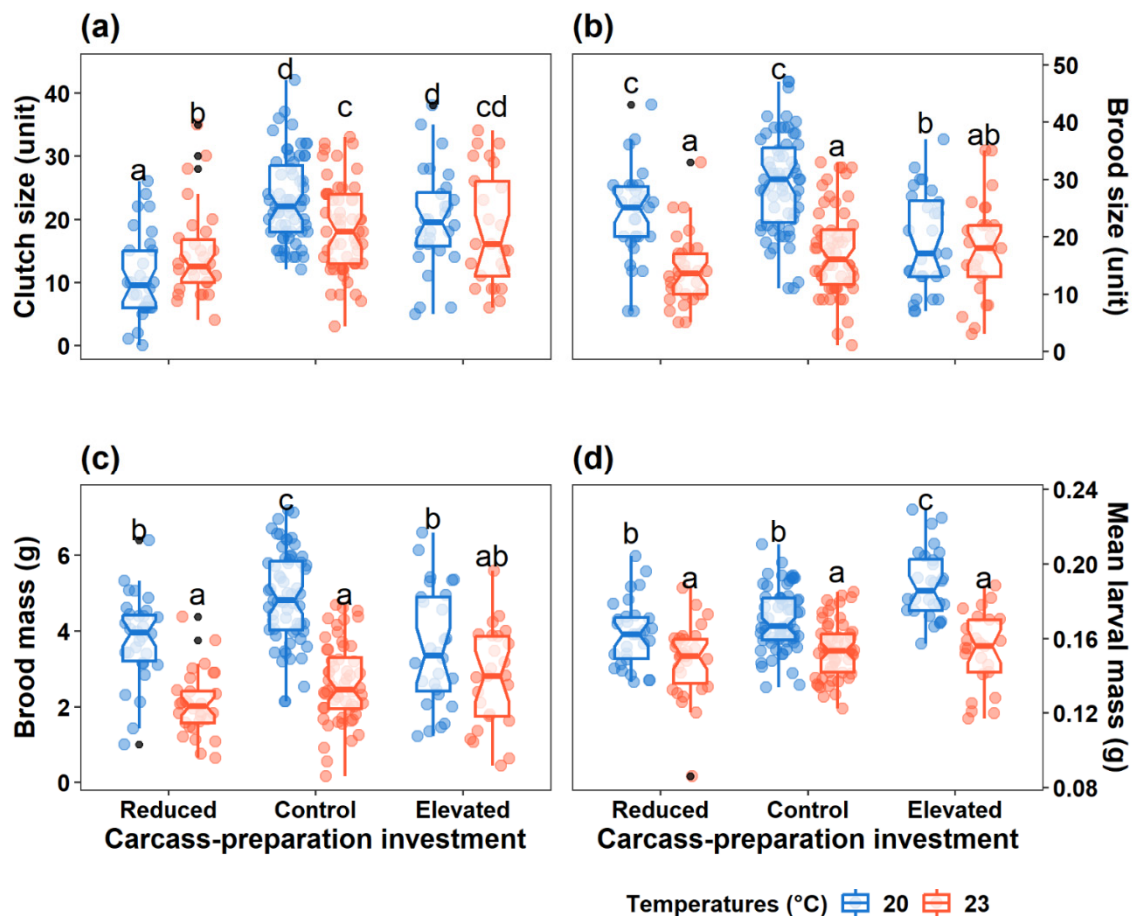 (a)
(b)
Clutch size (unit)
40
30
20
10
0
a
b
d
c
d
cd
50
40
30
20
10
0
Brood size (unit)
c
a
c
a
b
ab
(c)
(d)
Brood mass (g)
6
4
2
0
b
a
c
a
b
ab
0.24
0.20
0.16
0.12
0.08
Mean larval mass (g)
b
a
b
a
c
a
Reduced Control Elevated
Reduced Control Elevated
Carcass-preparation investment
Carcass-preparation investment
Temperatures (°C) 20 23